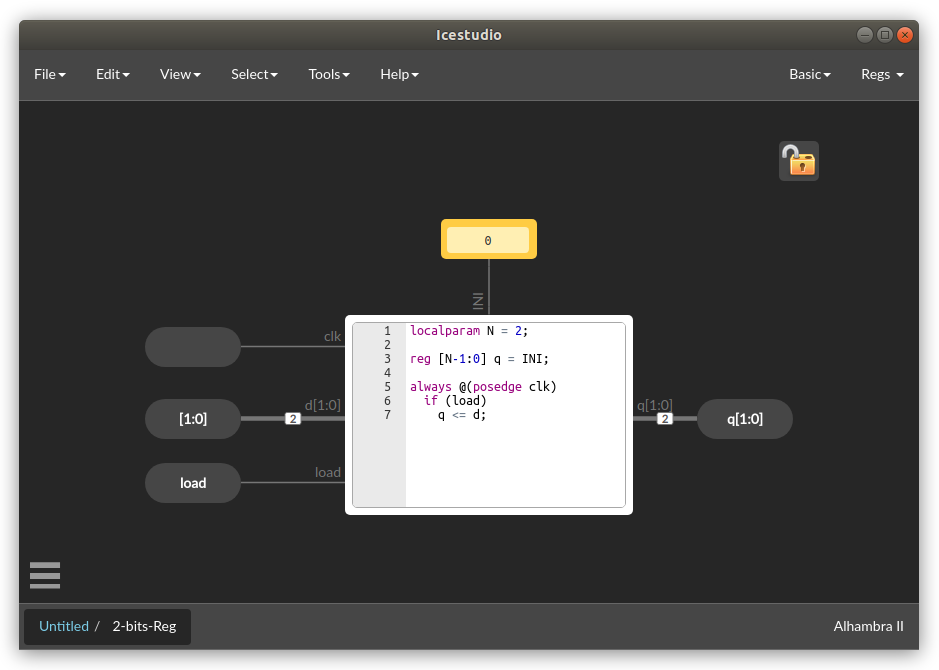 Icestudio
File Edit View Select Tools Help Basic Regs
0
INI
clk
[1:0] 2 d[1:0]
load load
1 localparam N = 2;
2
3 reg [N-1:0] q = INI;
4
5 always @(posedge clk)
6 if (load)
7 q <= d;
q[1:0] 2 q[1:0]
Untitled / 2-bits-Reg
Alhambra II